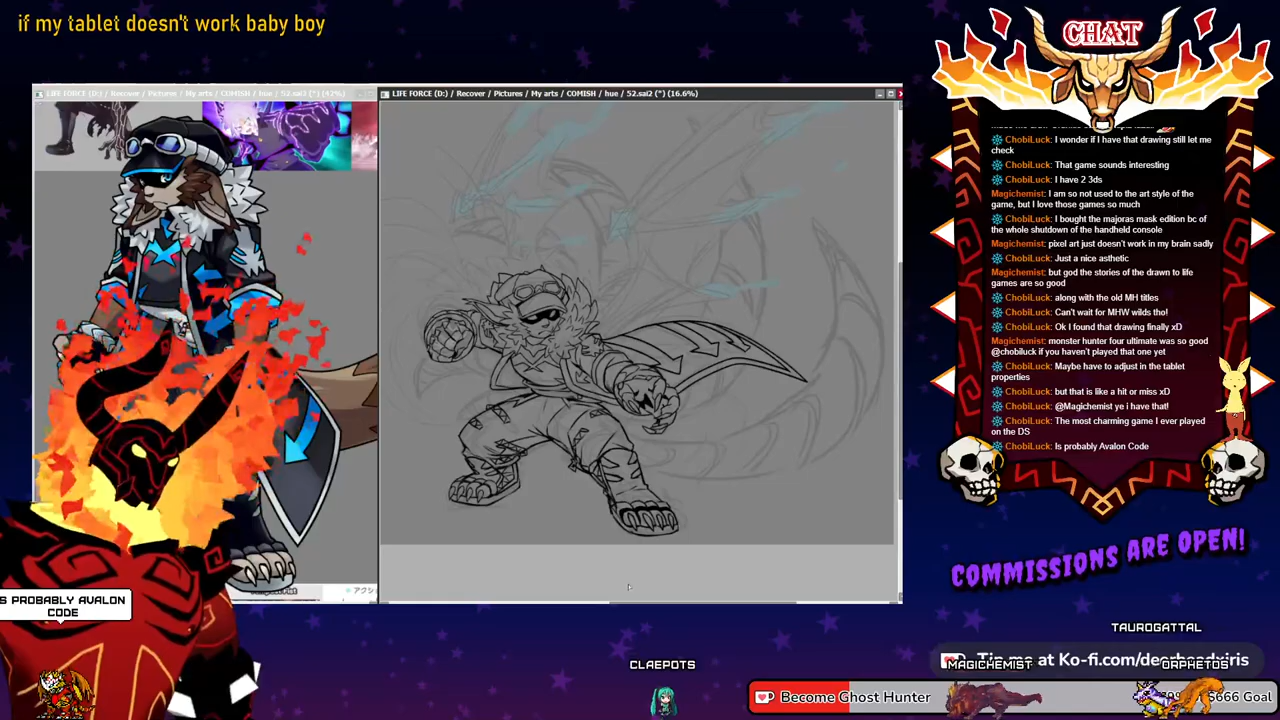 if my tablet doesn't work baby boy
CHAT
LIFE FORCE (D:) / Recover / Pictures / My arts / COMISH / hue / 52.sai2 (*) (42%)
LIFE FORCE (D:) / Recover / Pictures / My arts / COMISH / hue / 52.sai2 (*) (16.6%)
ChobiLuck: I wonder if I have that drawing still let me
check
ChobiLuck: That game sounds interesting
ChobiLuck: I have 2 3ds
Magichemist: I am so not used to the art style of the
game, but I love those games so much
ChobiLuck: I bought the majoras mask edition bc of
the whole shutdown of the handheld console
Magichemist: pixel art just doesn't work in my brain sadly
ChobiLuck: Just a nice asthetic
Magichemist: but god the stories of the drawn to life
games are so good
ChobiLuck: along with the old MH titles
ChobiLuck: Can't wait for MHW wilds tho!
ChobiLuck: Ok I found that drawing finally xD
Magichemist: monster hunter four ultimate was so good
@chobiluck if you haven't played that one yet
ChobiLuck: Maybe have to adjust in the tablet
properties
ChobiLuck: but that is like a hit or miss xD
ChobiLuck: @Magichemist ye i have that!
ChobiLuck: The most charming game I ever played
on the DS
ChobiLuck: Is probably Avalon Code
COMMISSIONS ARE OPEN!
S PROBABLY AVALON
CODE
TAUROGATTAL
CLAEPOTS
MAGICHEMIST
ORPHETOS
Tip me at Ko-fi.com/deerheadxiris
Become Ghost Hunter
$666 Goal